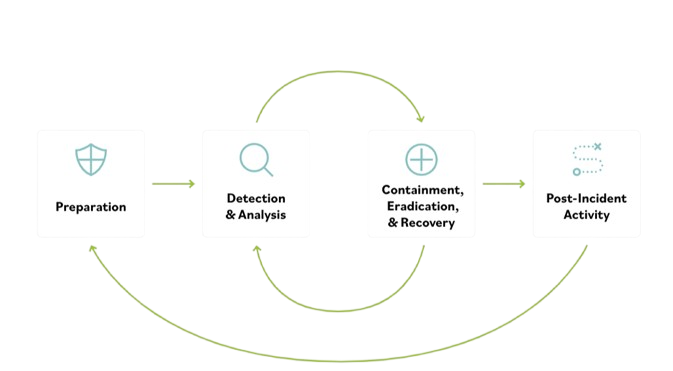 Preparation
Detection
& Analysis
Containment,
Eradication,
& Recovery
Post-Incident
Activity